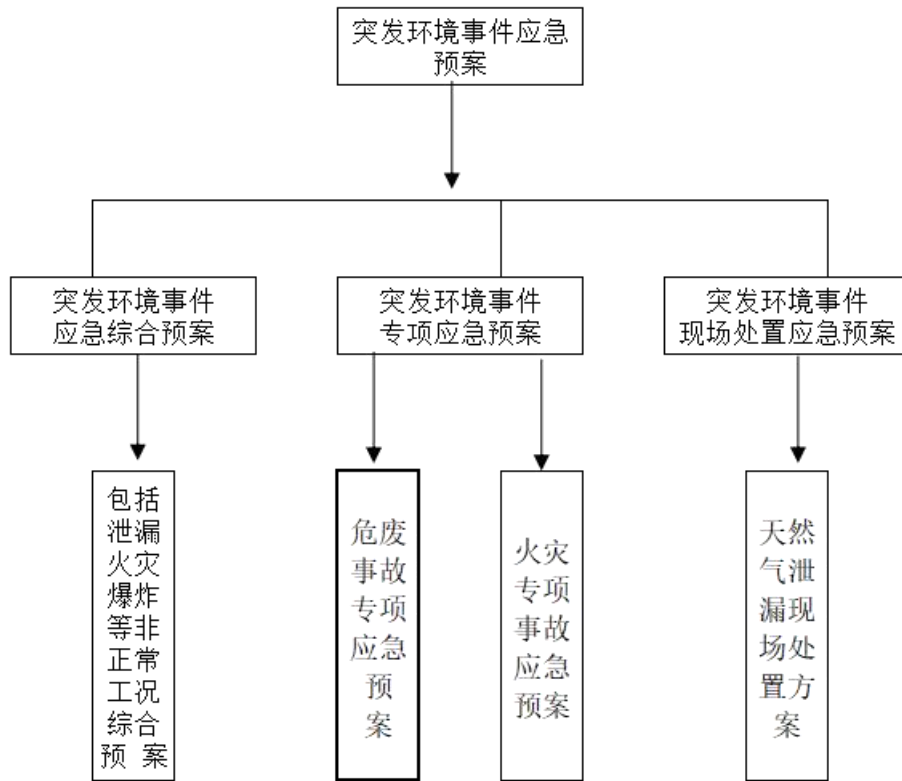 突发环境事件应急
预案
突发环境事件
应急综合预案
突发环境事件
专项应急预案
突发环境事件
现场处置应急预案
包括
泄漏
火灾
爆炸
等非
正常
工况
综合
预 案
危废
事故
专项
应急
预
案
火灾
专项
事故
应急
预案
天然
气泄
漏现
场处
置方
案